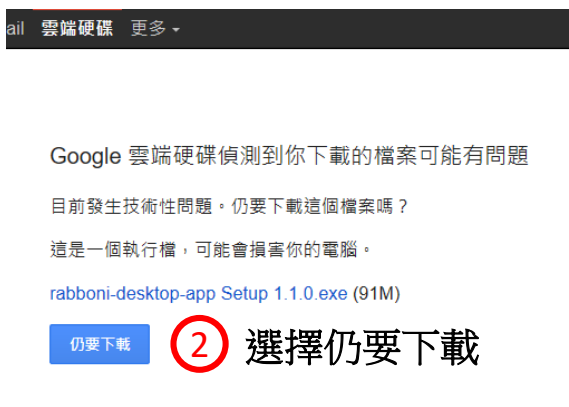 ail 雲端硬碟 更多
Google 雲端硬碟偵測到你下載的檔案可能有問題
目前發生技術性問題。仍要下載這個檔案嗎？
這是一個執行檔，可能會損害你的電腦。
rabboni-desktop-app Setup 1.1.0.exe (91M)
仍要下載 2 選擇仍要下載